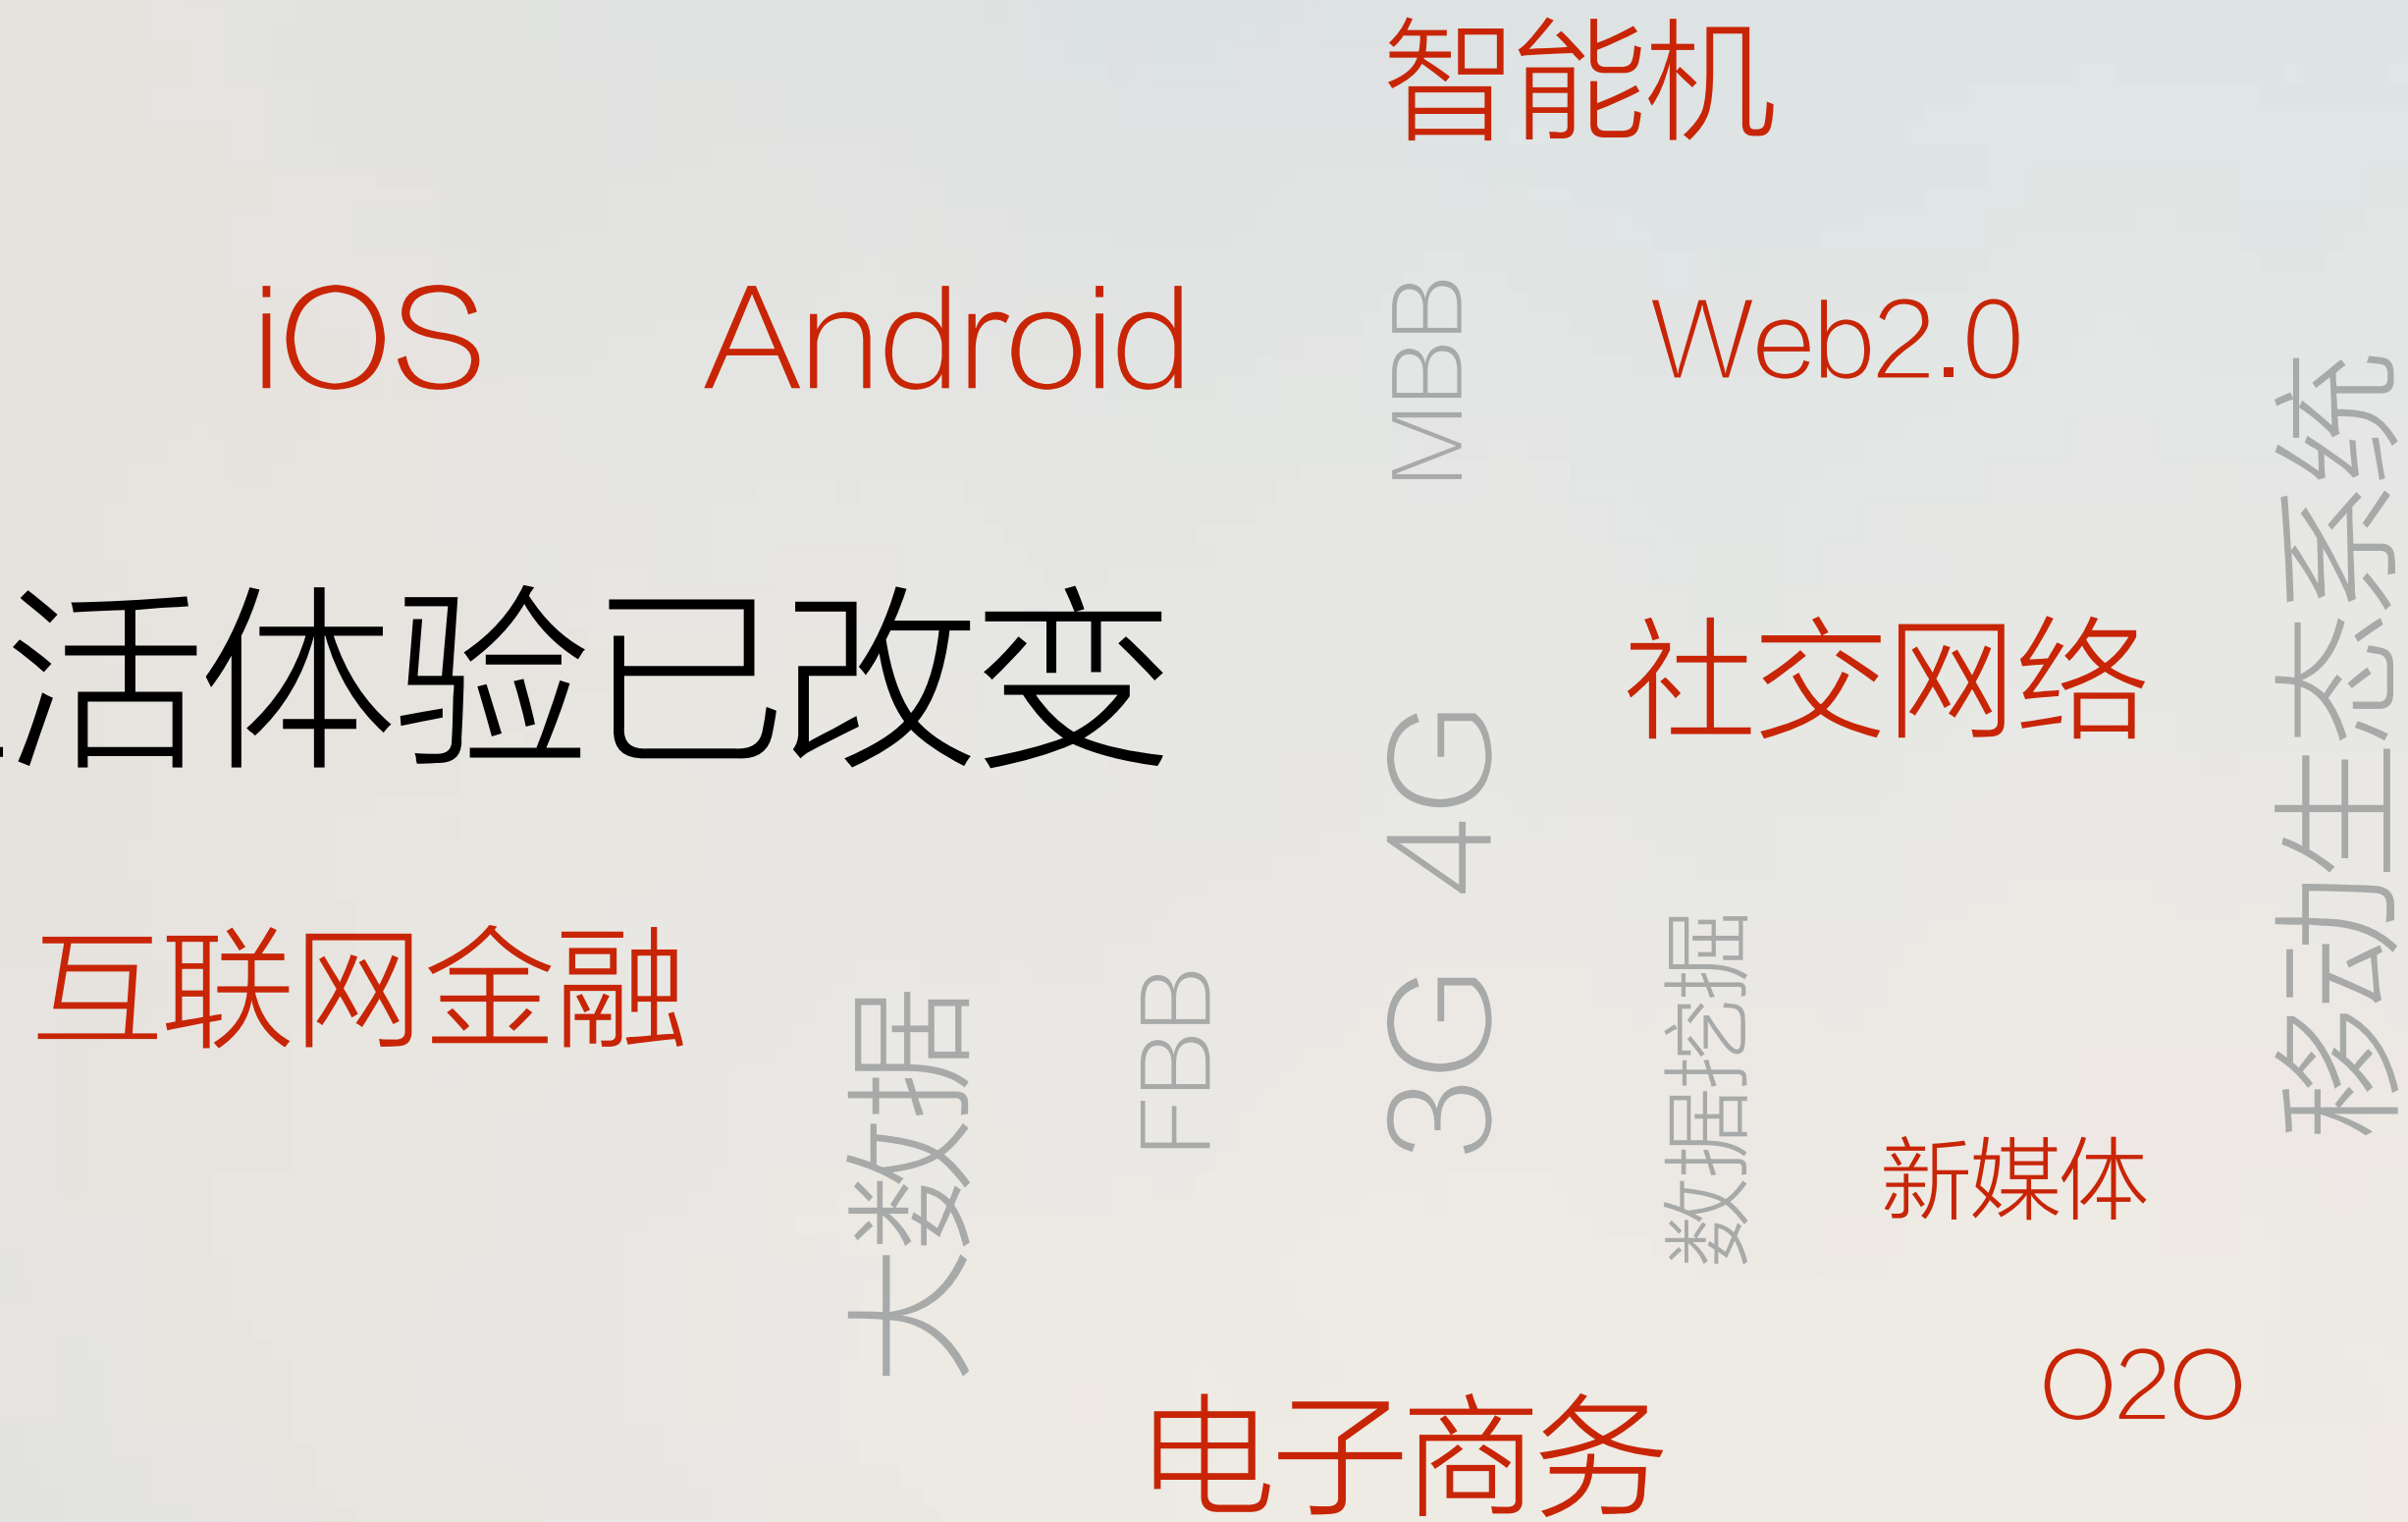 智能机
iOS
Android
MBB
Web2.0
移动生态系统
活体验已改变
社交网络
3G 4G
互联网金融
大数据
FBB
数据挖掘
新媒体
O2O
电子商务